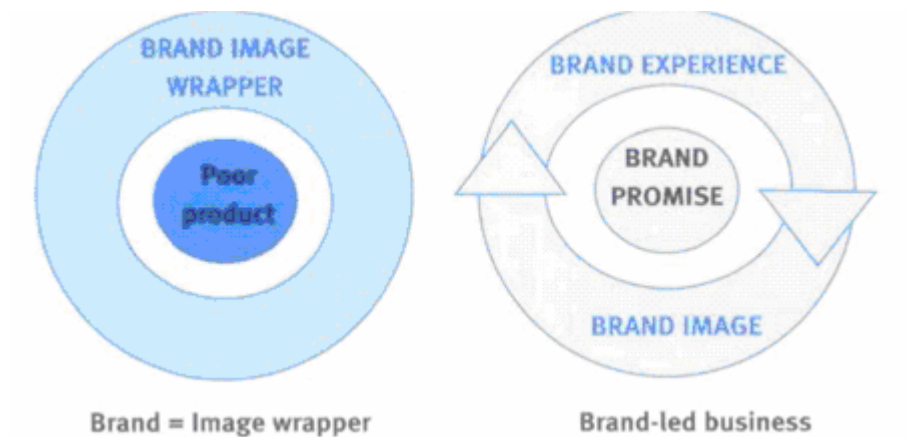 BRAND IMAGE
WRAPPER
Poor
product
Brand = Image wrapper
BRAND EXPERIENCE
BRAND
PROMISE
BRAND IMAGE
Brand-led business